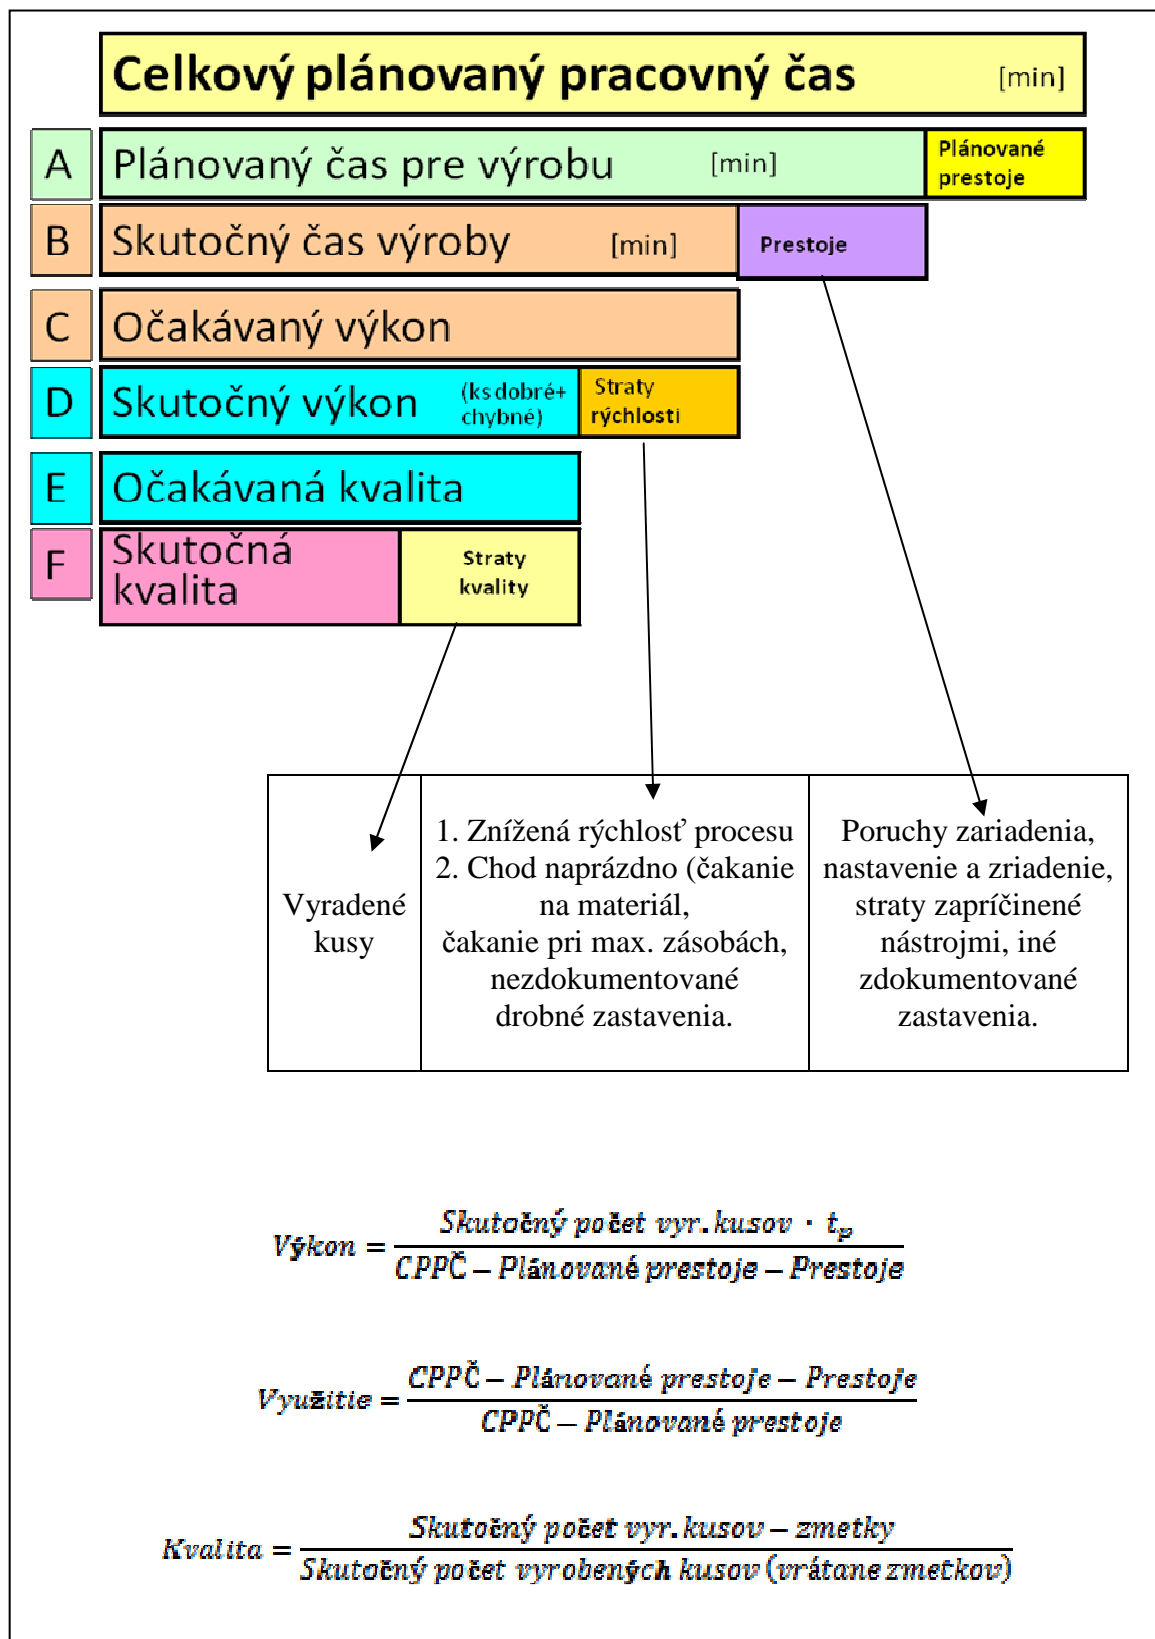 Celkový plánovaný pracovný čas [min]
A Plánovaný čas pre výrobu [min] Plánované
prestoje
B Skutočný čas výroby [min] Prestoje
C Očakávaný výkon
D Skutočný výkon (ks dobré+
chybné) Straty
rýchlosti
E Očakávaná kvalita
F Skutočná
kvalita Straty
kvality
Vyradené
kusy
1. Znížená rýchlosť procesu
2. Chod naprázdno (čakanie
na materiál,
čakanie pri max. zásobách,
nezdokumentované
drobné zastavenia.
Poruchy zariadenia,
nastavenie a zriadenie,
straty zapríčinené
nástrojmi, iné
zdokumentované
zastavenia.
Výkon = Skutočný počet vyr. kusov · tₚ
CPPČ − Plánované prestoje − Prestoje
Využitie = CPPČ − Plánované prestoje − Prestoje
CPPČ − Plánované prestoje
Kvalita = Skutočný počet vyr. kusov − zmetky
Skutočný počet vyrobených kusov (vrátane zmetkov)